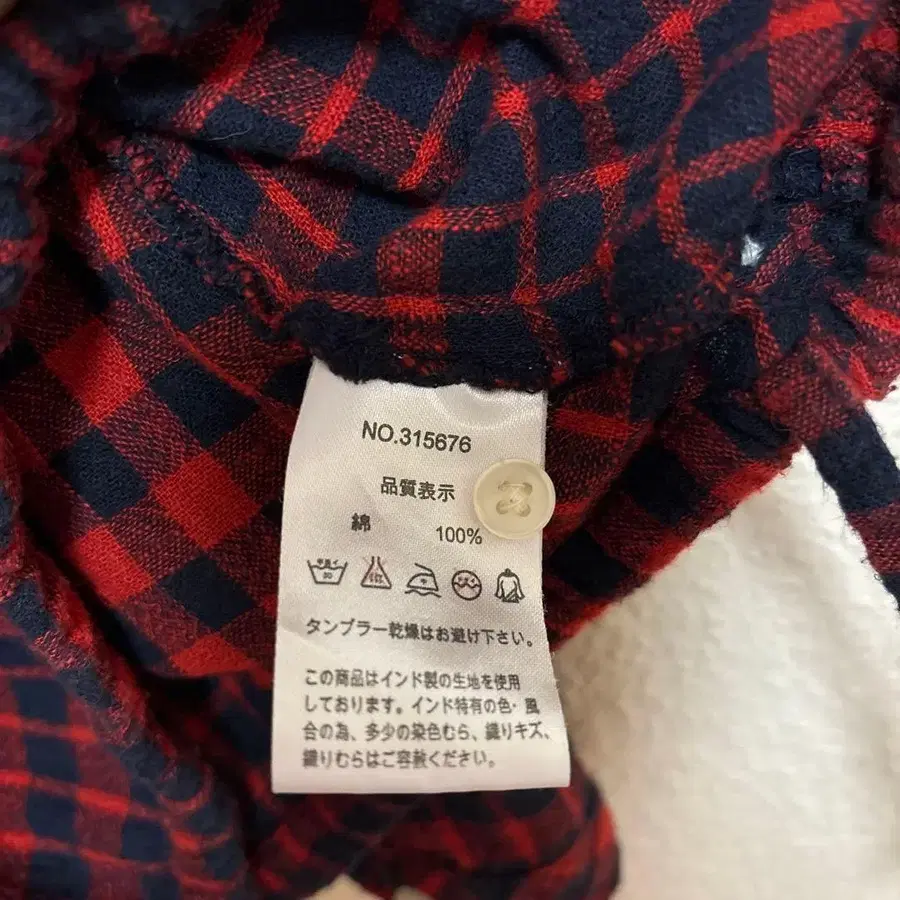 NO.315676
品質表示
綿 100%
タンブラー乾燥はお避け下さい。
この商品はインド製の生地を使用
しております。インド特有の色・風
合の為、多少の染色むら、織りキズ、
織りむらはご容赦ください。